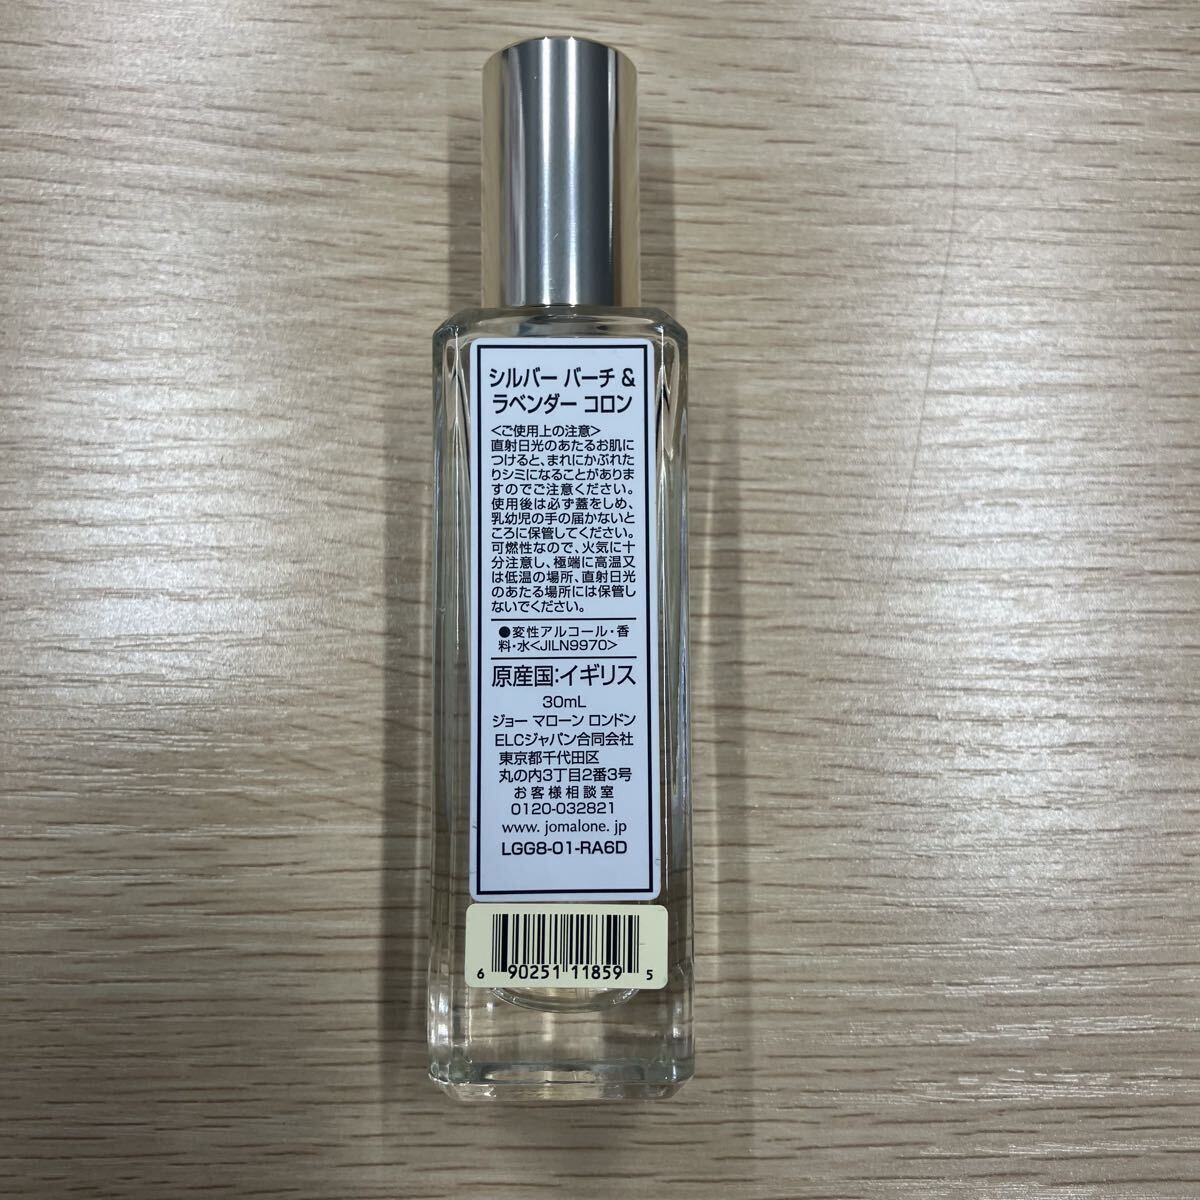 シルバー バーチ &
ラベンダー コロン
<ご使用上の注意>
直射日光のあたるお肌に
つけると、まれにかぶれた
りシミになることがありま
すのでご注意ください。
使用後は必ず蓋をしめ、
乳幼児の手の届かないと
ころに保管してください。
可燃性なので、火気に十
分注意し、極端に高温又
は低温の場所、直射日光
のあたる場所には保管し
ないでください。
●変性アルコール・香
料・水<JILN9970>
原産国:イギリス
30mL
ジョー マローン ロンドン
ELCジャパン合同会社
東京都千代田区
丸の内3丁目2番3号
お客様相談室
0120-032821
www. jomalone. jp
LGG8-01-RA6D
6 90251 11859 5